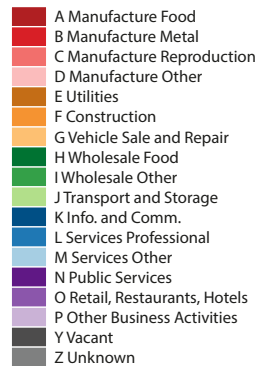 A Manufacture Food
B Manufacture Metal
C Manufacture Reproduction
D Manufacture Other
E Utilities
F Construction
G Vehicle Sale and Repair
H Wholesale Food
I Wholesale Other
J Transport and Storage
K Info. and Comm.
L Services Professional
M Services Other
N Public Services
O Retail, Restaurants, Hotels
P Other Business Activities
Y Vacant
Z Unknown